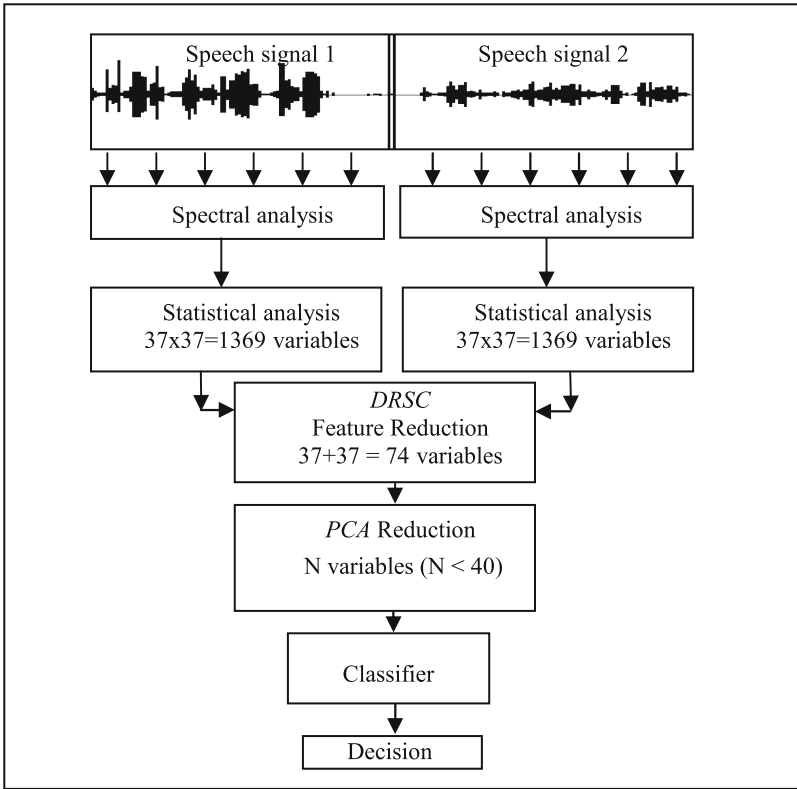 Speech signal 1
Speech signal 2
Spectral analysis
Spectral analysis
Statistical analysis
37x37=1369 variables
Statistical analysis
37x37=1369 variables
DRSC
Feature Reduction
37+37 = 74 variables
PCA Reduction
N variables (N < 40)
Classifier
Decision